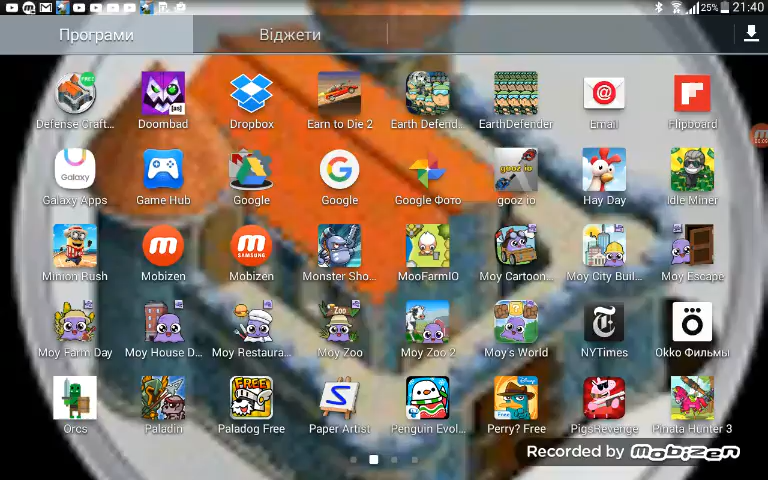 25% 21:40
Програми Віджети
Defense Craft... Doombad Dropbox Earn to Die 2 Earth Defend... EarthDefender Email Flipboard
Galaxy Apps Game Hub Google Google Google Фото gooz io Hay Day Idle Miner
Minion Rush Mobizen Mobizen Monster Sho... MooFarmIO Moy Cartoon... Moy City Buil... Moy Escape
Moy Farm Day Moy House D... Moy Restaura... Moy Zoo Moy Zoo 2 Moy's World NYTimes Okko Фильмы
Orcs Paladin Paladog Free Paper Artist Penguin Evol... Perry? Free PigsRevenge Pinata Hunter 3
Recorded by Mobizen